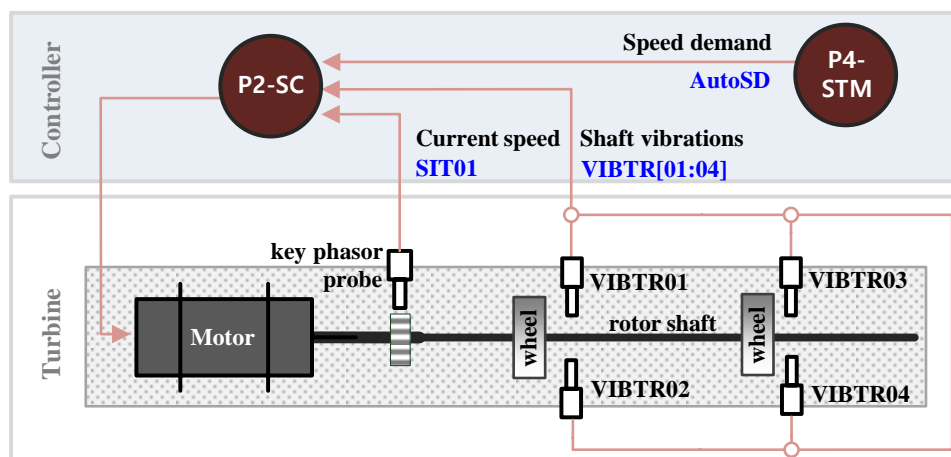 Controller
P2-SC
Speed demand
AutoSD
P4-
STM
Current speed
SIT01
Shaft vibrations
VIBTR[01:04]
Turbine
key phasor
probe
VIBTR01
VIBTR03
Motor
wheel
rotor shaft
wheel
VIBTR02
VIBTR04